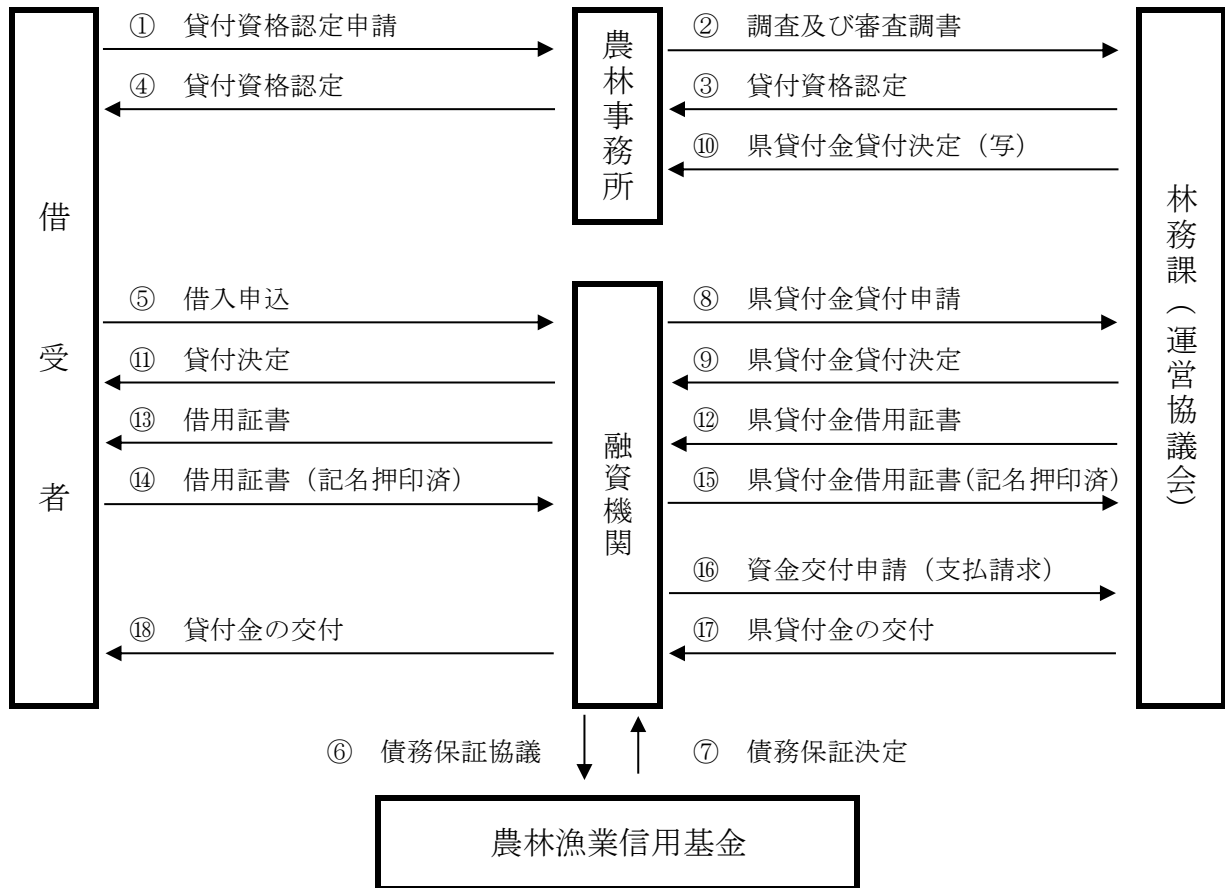 ① 貸付資格認定申請
② 調査及び審査調書
④ 貸付資格認定
③ 貸付資格認定
⑩ 県貸付金貸付決定（写）
農林事務所
借受者
林務課（運営協議会）
⑤ 借入申込
⑧ 県貸付金貸付申請
⑪ 貸付決定
⑨ 県貸付金貸付決定
⑬ 借用証書
⑫ 県貸付金借用証書
⑭ 借用証書（記名押印済）
⑮ 県貸付金借用証書（記名押印済）
融資機関
⑯ 資金交付申請（支払請求）
⑱ 貸付金の交付
⑰ 県貸付金の交付
⑥ 債務保証協議
⑦ 債務保証決定
農林漁業信用基金